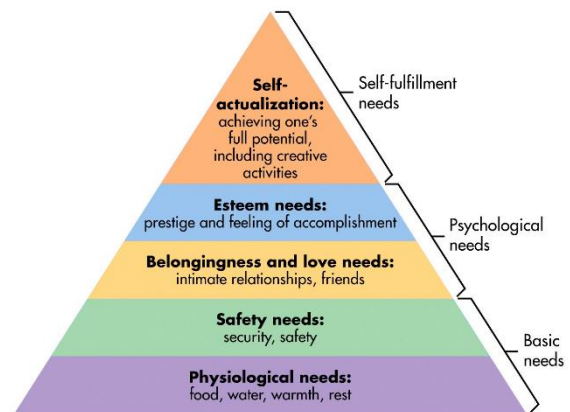 Self-
actualization:
achieving one's
full potential,
including creative
activities
Self-fulfillment
needs
Esteem needs:
prestige and feeling of accomplishment
Belongingness and love needs:
intimate relationships, friends
Psychological
needs
Safety needs:
security, safety
Physiological needs:
food, water, warmth, rest
Basic
needs